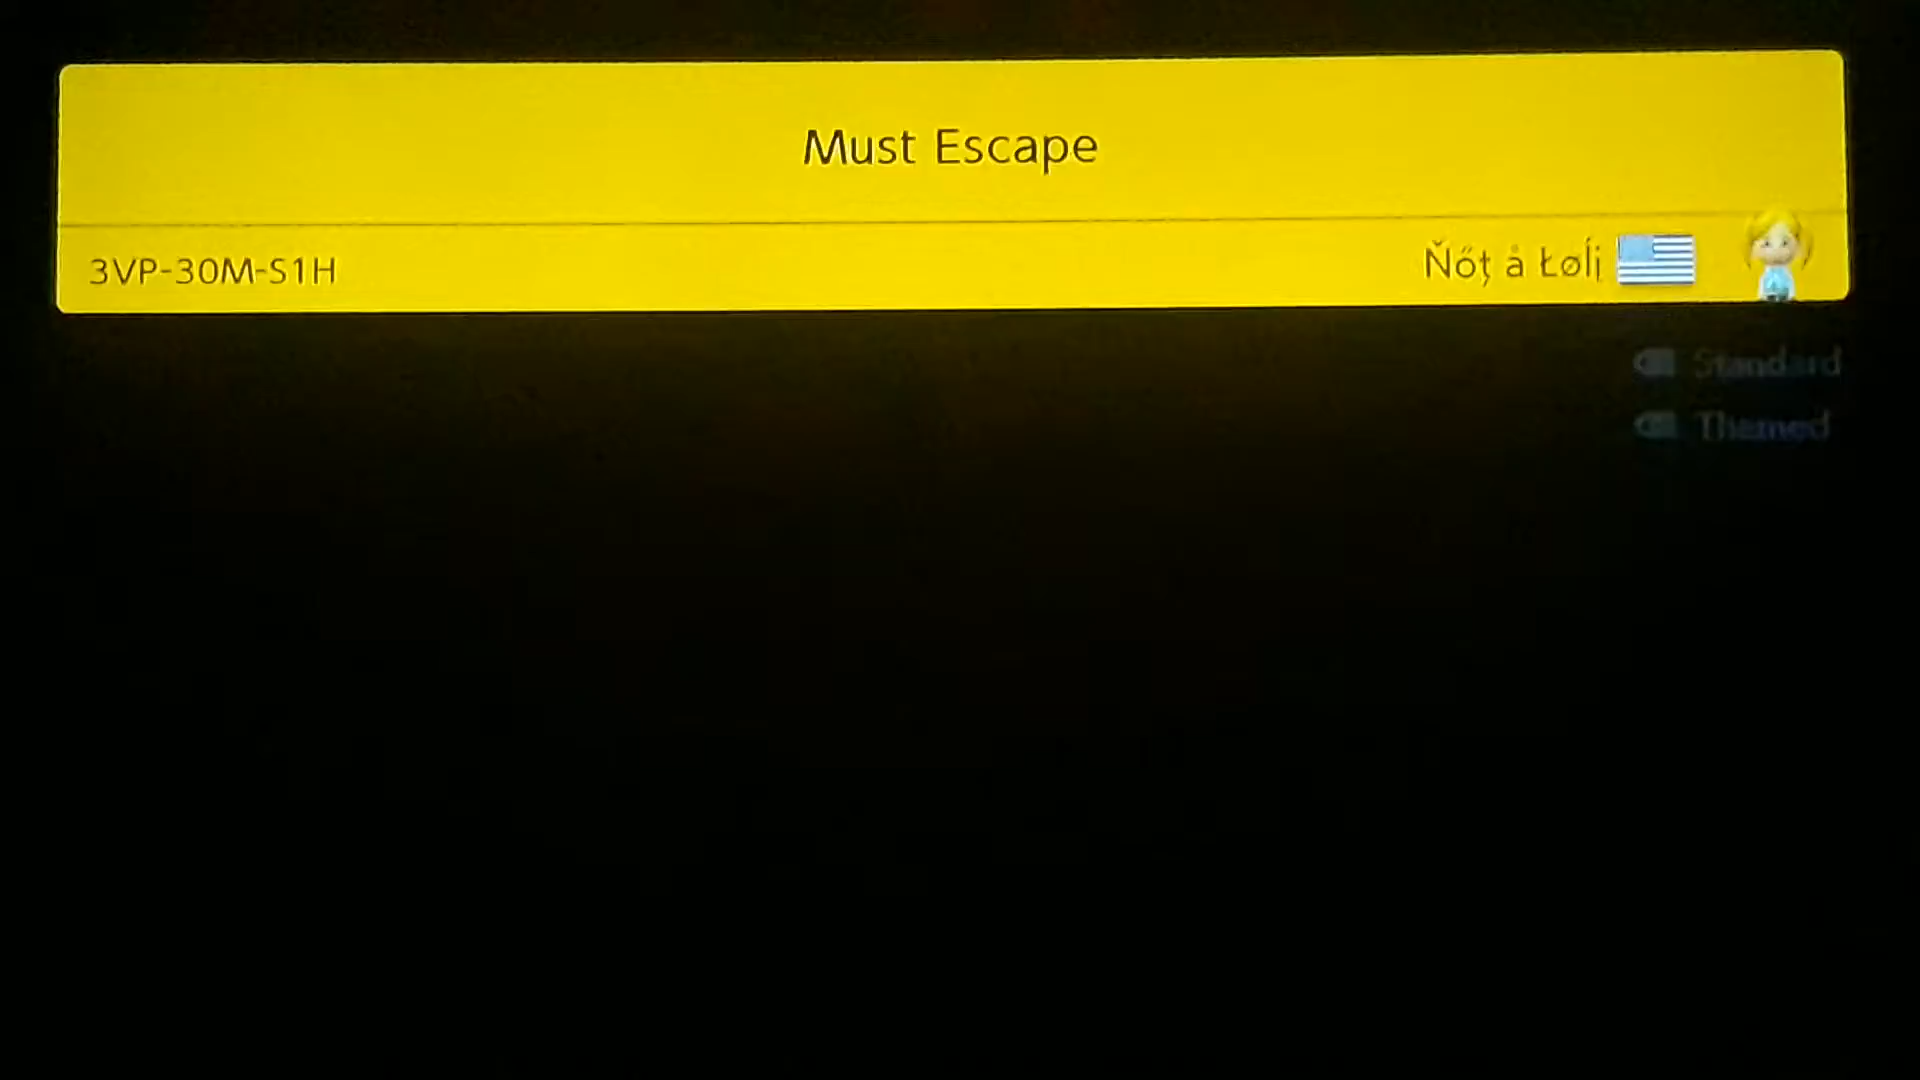 Must Escape
3VP-30M-S1H
Ňőţ å Łøĺį
Standard
Themed